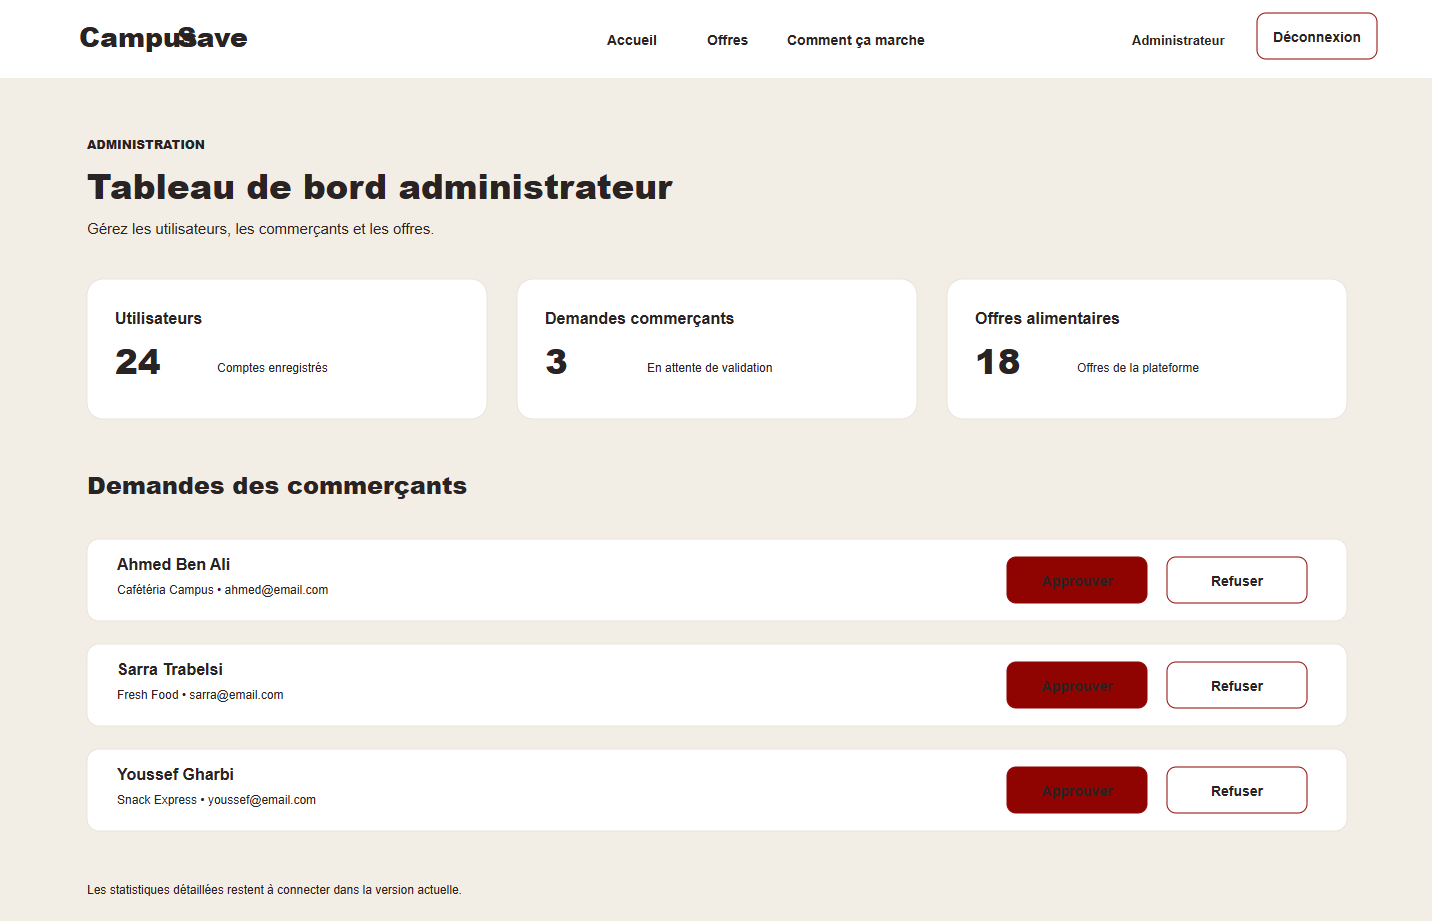 CampusSave
Accueil Offres Comment ça marche Administrateur Déconnexion
ADMINISTRATION
Tableau de bord administrateur
Gérez les utilisateurs, les commerçants et les offres.
Utilisateurs
24 Comptes enregistrés
Demandes commerçants
3 En attente de validation
Offres alimentaires
18 Offres de la plateforme
Demandes des commerçants
Ahmed Ben Ali
Cafétéria Campus • ahmed@email.com
Approuver Refuser
Sarra Trabelsi
Fresh Food • sarra@email.com
Approuver Refuser
Youssef Gharbi
Snack Express • youssef@email.com
Approuver Refuser
Les statistiques détaillées restent à connecter dans la version actuelle.